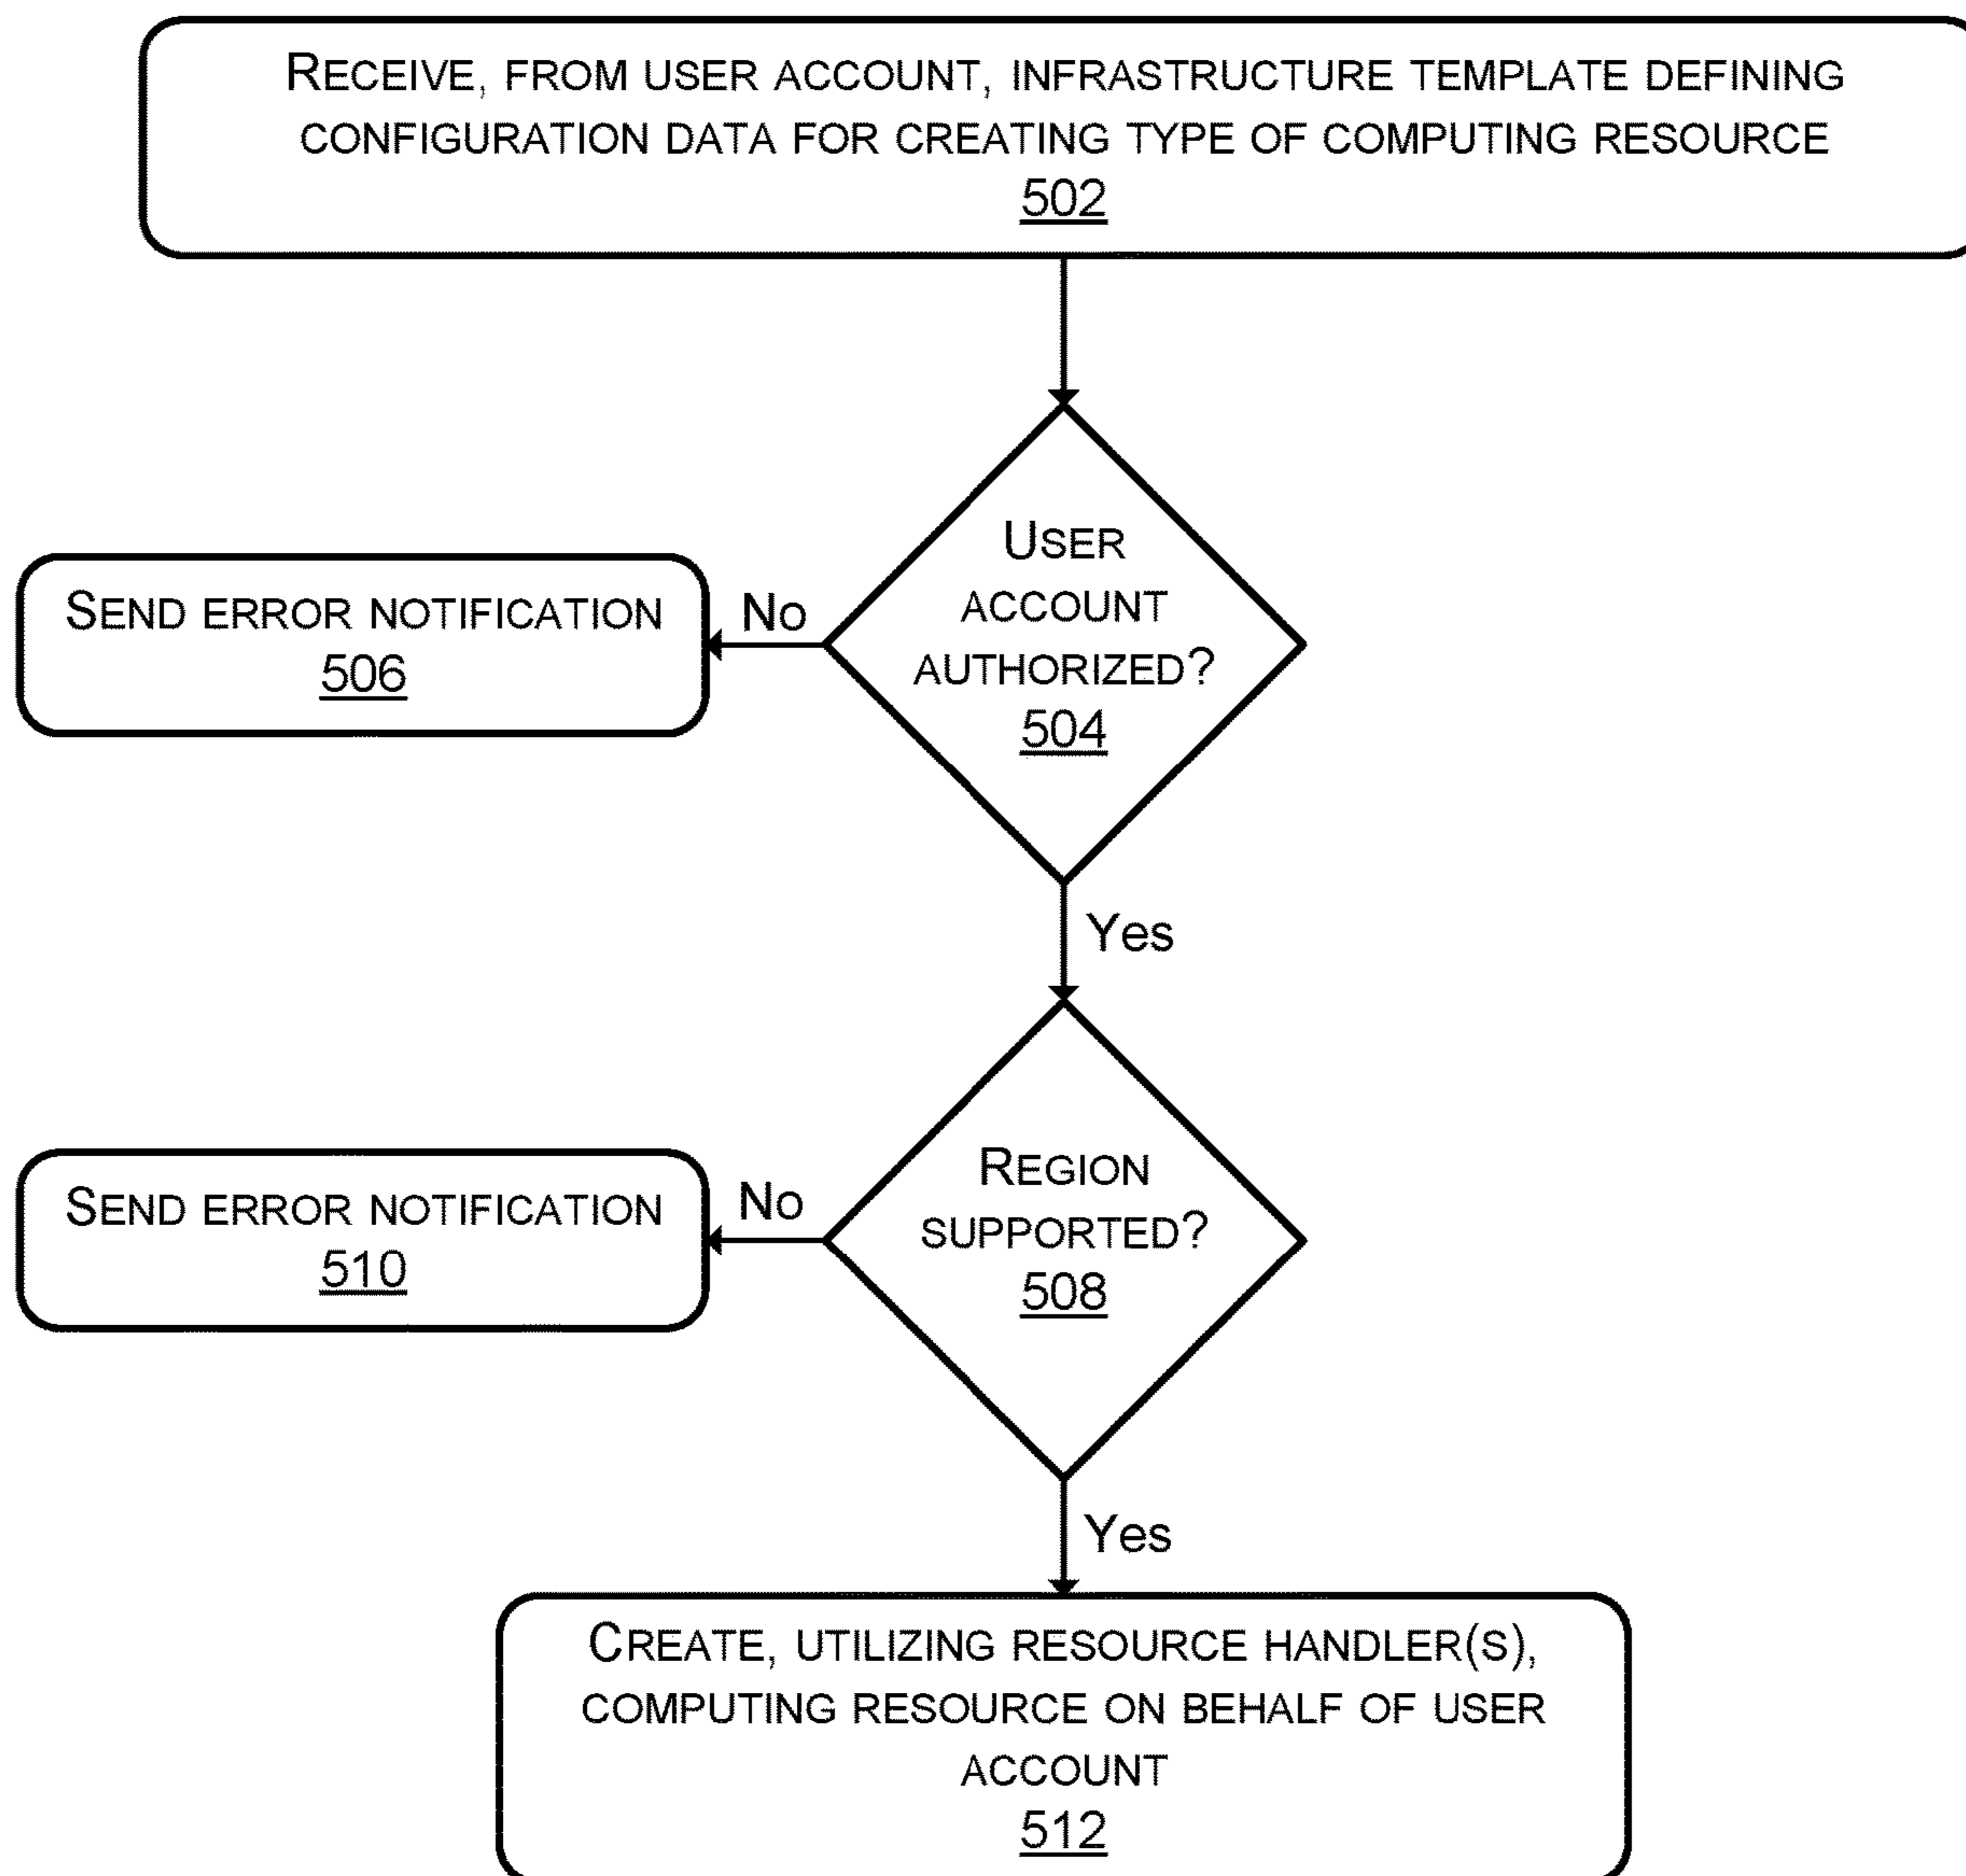 RECEIVE, FROM USER ACCOUNT, INFRASTRUCTURE TEMPLATE DEFINING
CONFIGURATION DATA FOR CREATING TYPE OF COMPUTING RESOURCE
502
USER
ACCOUNT
AUTHORIZED?
504
No
SEND ERROR NOTIFICATION
506
Yes
REGION
SUPPORTED?
508
No
SEND ERROR NOTIFICATION
510
Yes
CREATE, UTILIZING RESOURCE HANDLER(S),
COMPUTING RESOURCE ON BEHALF OF USER
ACCOUNT
512